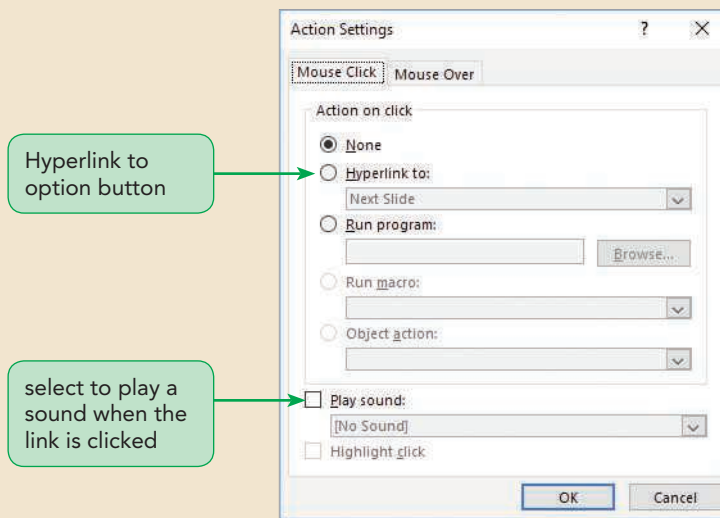 Action Settings ?
Mouse Click Mouse Over
Action on click
None
Hyperlink to
option button
Hyperlink to:
Next Slide
Run program:
Browse...
Run macro:
Object action:
select to play a
sound when the
link is clicked
Play sound:
[No Sound]
Highlight click
OK Cancel